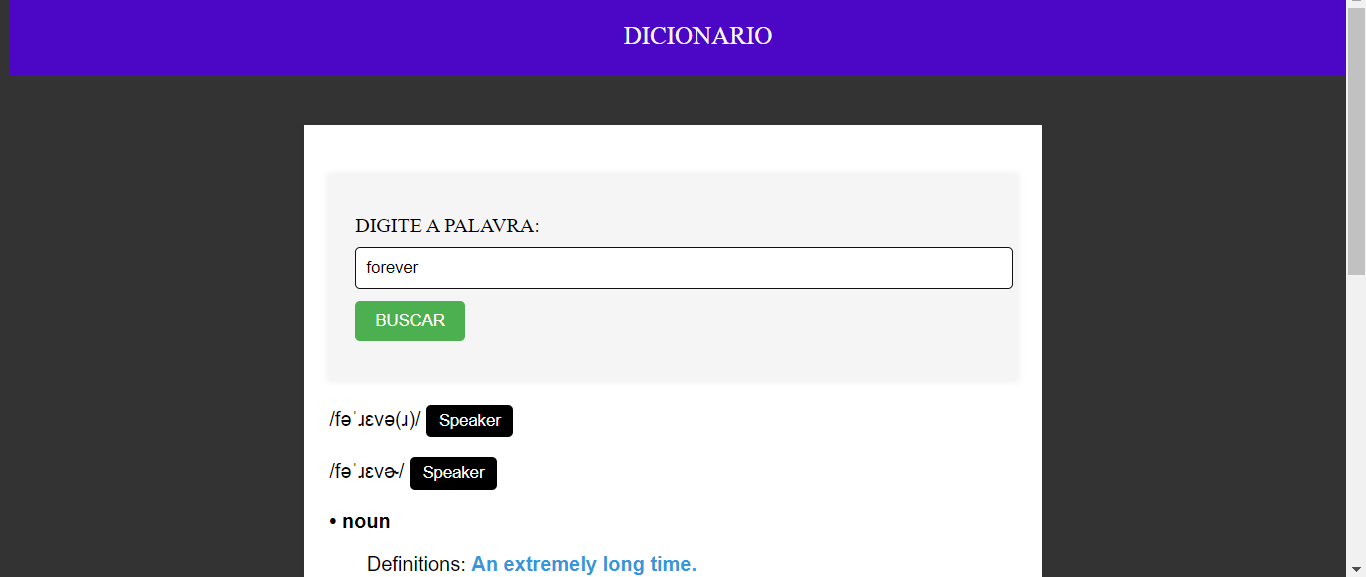 DICIONARIO
DIGITE A PALAVRA:
forever
BUSCAR
/fəˈɹɛvə(ɹ)/ Speaker
/fəˈɹɛvɚ/ Speaker
• noun
Definitions: An extremely long time.